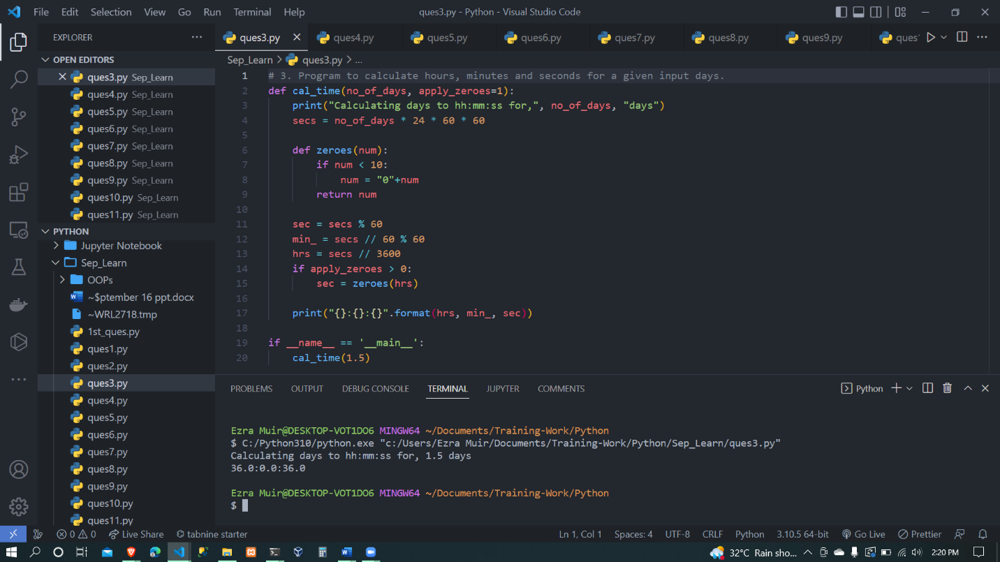 File Edit Selection View Go Run Terminal Help ques3.py - Python - Visual Studio Code
EXPLORER
OPEN EDITORS
ques3.py Sep_Learn
ques4.py Sep_Learn
ques5.py Sep_Learn
ques6.py Sep_Learn
ques7.py Sep_Learn
ques8.py Sep_Learn
ques9.py Sep_Learn
ques10.py Sep_Learn
ques11.py Sep_Learn
PYTHON
Jupyter Notebook
Sep_Learn
OOPs
~$ptember 16 ppt.docx
~WRL2718.tmp
1st_ques.py
ques1.py
ques2.py
ques3.py
ques4.py
ques5.py
ques6.py
ques7.py
ques8.py
ques9.py
ques10.py
ques11.py
ques3.py ques4.py ques5.py ques6.py ques7.py ques8.py ques9.py ques
Sep_Learn > ques3.py > ...
1 # 3. Program to calculate hours, minutes and seconds for a given input days.
2 def cal_time(no_of_days, apply_zeroes=1):
3     print("Calculating days to hh:mm:ss for,", no_of_days, "days")
4     secs = no_of_days * 24 * 60 * 60
5
6     def zeroes(num):
7         if num < 10:
8             num = "0"+num
9         return num
10
11     sec = secs % 60
12     min_ = secs // 60 % 60
13     hrs = secs // 3600
14     if apply_zeroes > 0:
15         sec = zeroes(hrs)
16
17     print("{}:{}:{}".format(hrs, min_, sec))
18
19 if __name__ == '__main__':
20     cal_time(1.5)
PROBLEMS OUTPUT DEBUG CONSOLE TERMINAL JUPYTER COMMENTS Python
Ezra Muir@DESKTOP-VOT1DO6 MINGW64 ~/Documents/Training-Work/Python
$ C:/Python310/python.exe "c:/Users/Ezra Muir/Documents/Training-Work/Python/Sep_Learn/ques3.py"
Calculating days to hh:mm:ss for, 1.5 days
36.0:0.0:36.0
Ezra Muir@DESKTOP-VOT1DO6 MINGW64 ~/Documents/Training-Work/Python
$
0 0 Live Share tabnine starter Ln 1, Col 1 Spaces: 4 UTF-8 CRLF Python 3.10.5 64-bit Go Live Prettier
32°C Rain sho... 2:20 PM